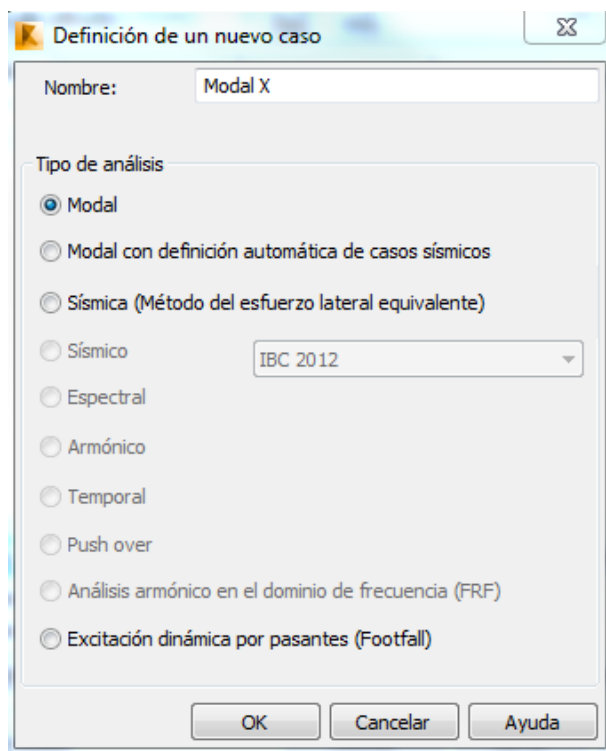 Definición de un nuevo caso
Nombre: Modal X
Tipo de análisis
Modal
Modal con definición automática de casos sísmicos
Sísmica (Método del esfuerzo lateral equivalente)
Sísmico IBC 2012
Espectral
Armónico
Temporal
Push over
Análisis armónico en el dominio de frecuencia (FRF)
Excitación dinámica por pasantes (Footfall)
OK Cancelar Ayuda